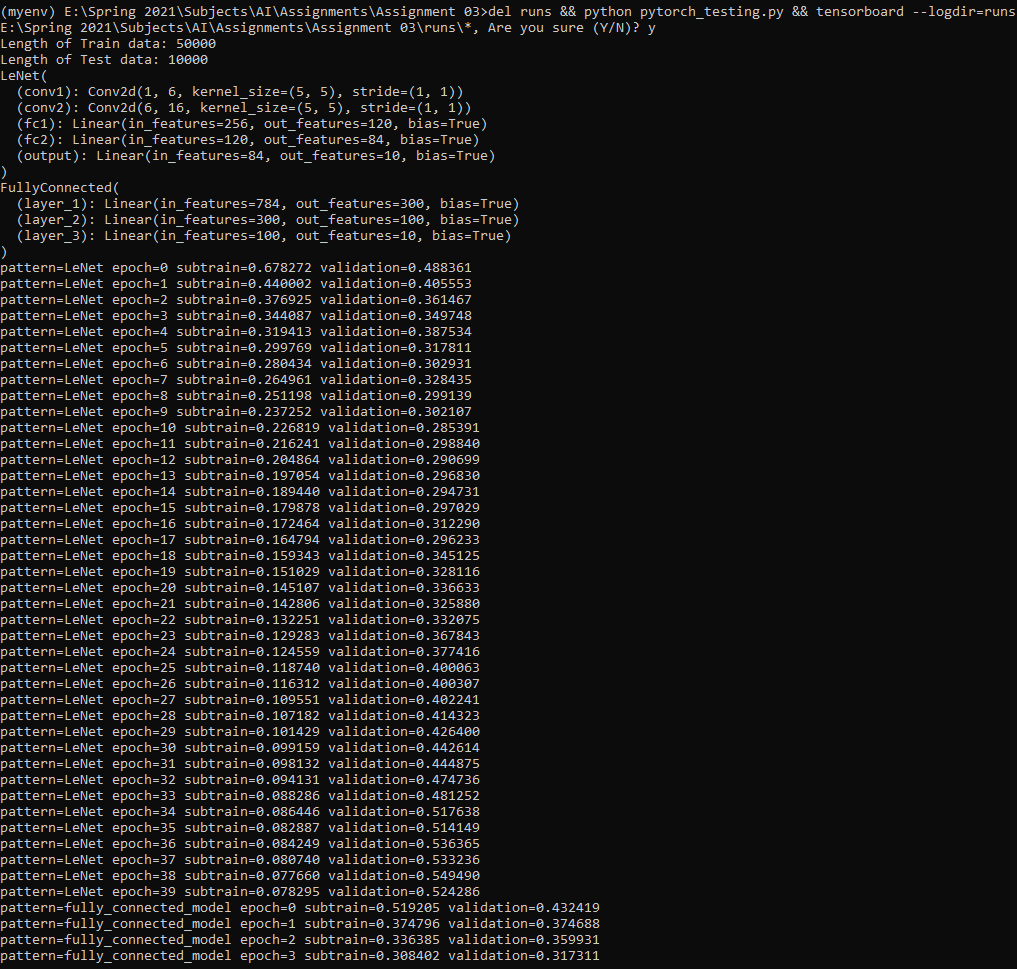 (myenv) E:\Spring 2021\Subjects\AI\Assignments\Assignment 03>del runs && python pytorch_testing.py && tensorboard --logdir=runs
E:\Spring 2021\Subjects\AI\Assignments\Assignment 03\runs\*, Are you sure (Y/N)? y
Length of Train data: 50000
Length of Test data: 10000
LeNet(
  (conv1): Conv2d(1, 6, kernel_size=(5, 5), stride=(1, 1))
  (conv2): Conv2d(6, 16, kernel_size=(5, 5), stride=(1, 1))
  (fc1): Linear(in_features=256, out_features=120, bias=True)
  (fc2): Linear(in_features=120, out_features=84, bias=True)
  (output): Linear(in_features=84, out_features=10, bias=True)
)
FullyConnected(
  (layer_1): Linear(in_features=784, out_features=300, bias=True)
  (layer_2): Linear(in_features=300, out_features=100, bias=True)
  (layer_3): Linear(in_features=100, out_features=10, bias=True)
)
pattern=LeNet epoch=0 subtrain=0.678272 validation=0.488361
pattern=LeNet epoch=1 subtrain=0.440002 validation=0.405553
pattern=LeNet epoch=2 subtrain=0.376925 validation=0.361467
pattern=LeNet epoch=3 subtrain=0.344087 validation=0.349748
pattern=LeNet epoch=4 subtrain=0.319413 validation=0.387534
pattern=LeNet epoch=5 subtrain=0.299769 validation=0.317811
pattern=LeNet epoch=6 subtrain=0.280434 validation=0.302931
pattern=LeNet epoch=7 subtrain=0.264961 validation=0.328435
pattern=LeNet epoch=8 subtrain=0.251198 validation=0.299139
pattern=LeNet epoch=9 subtrain=0.237252 validation=0.302107
pattern=LeNet epoch=10 subtrain=0.226819 validation=0.285391
pattern=LeNet epoch=11 subtrain=0.216241 validation=0.298840
pattern=LeNet epoch=12 subtrain=0.204864 validation=0.290699
pattern=LeNet epoch=13 subtrain=0.197054 validation=0.296830
pattern=LeNet epoch=14 subtrain=0.189440 validation=0.294731
pattern=LeNet epoch=15 subtrain=0.179878 validation=0.297029
pattern=LeNet epoch=16 subtrain=0.172464 validation=0.312290
pattern=LeNet epoch=17 subtrain=0.164794 validation=0.296233
pattern=LeNet epoch=18 subtrain=0.159343 validation=0.345125
pattern=LeNet epoch=19 subtrain=0.151029 validation=0.328116
pattern=LeNet epoch=20 subtrain=0.145107 validation=0.336633
pattern=LeNet epoch=21 subtrain=0.142806 validation=0.325880
pattern=LeNet epoch=22 subtrain=0.132251 validation=0.332075
pattern=LeNet epoch=23 subtrain=0.129283 validation=0.367843
pattern=LeNet epoch=24 subtrain=0.124559 validation=0.377416
pattern=LeNet epoch=25 subtrain=0.118740 validation=0.400063
pattern=LeNet epoch=26 subtrain=0.116312 validation=0.400307
pattern=LeNet epoch=27 subtrain=0.109551 validation=0.402241
pattern=LeNet epoch=28 subtrain=0.107182 validation=0.414323
pattern=LeNet epoch=29 subtrain=0.101429 validation=0.426400
pattern=LeNet epoch=30 subtrain=0.099159 validation=0.442614
pattern=LeNet epoch=31 subtrain=0.098132 validation=0.444875
pattern=LeNet epoch=32 subtrain=0.094131 validation=0.474736
pattern=LeNet epoch=33 subtrain=0.088286 validation=0.481252
pattern=LeNet epoch=34 subtrain=0.086446 validation=0.517638
pattern=LeNet epoch=35 subtrain=0.082887 validation=0.514149
pattern=LeNet epoch=36 subtrain=0.084249 validation=0.536365
pattern=LeNet epoch=37 subtrain=0.080740 validation=0.533236
pattern=LeNet epoch=38 subtrain=0.077660 validation=0.549490
pattern=LeNet epoch=39 subtrain=0.078295 validation=0.524286
pattern=fully_connected_model epoch=0 subtrain=0.519205 validation=0.432419
pattern=fully_connected_model epoch=1 subtrain=0.374796 validation=0.374688
pattern=fully_connected_model epoch=2 subtrain=0.336385 validation=0.359931
pattern=fully_connected_model epoch=3 subtrain=0.308402 validation=0.317311